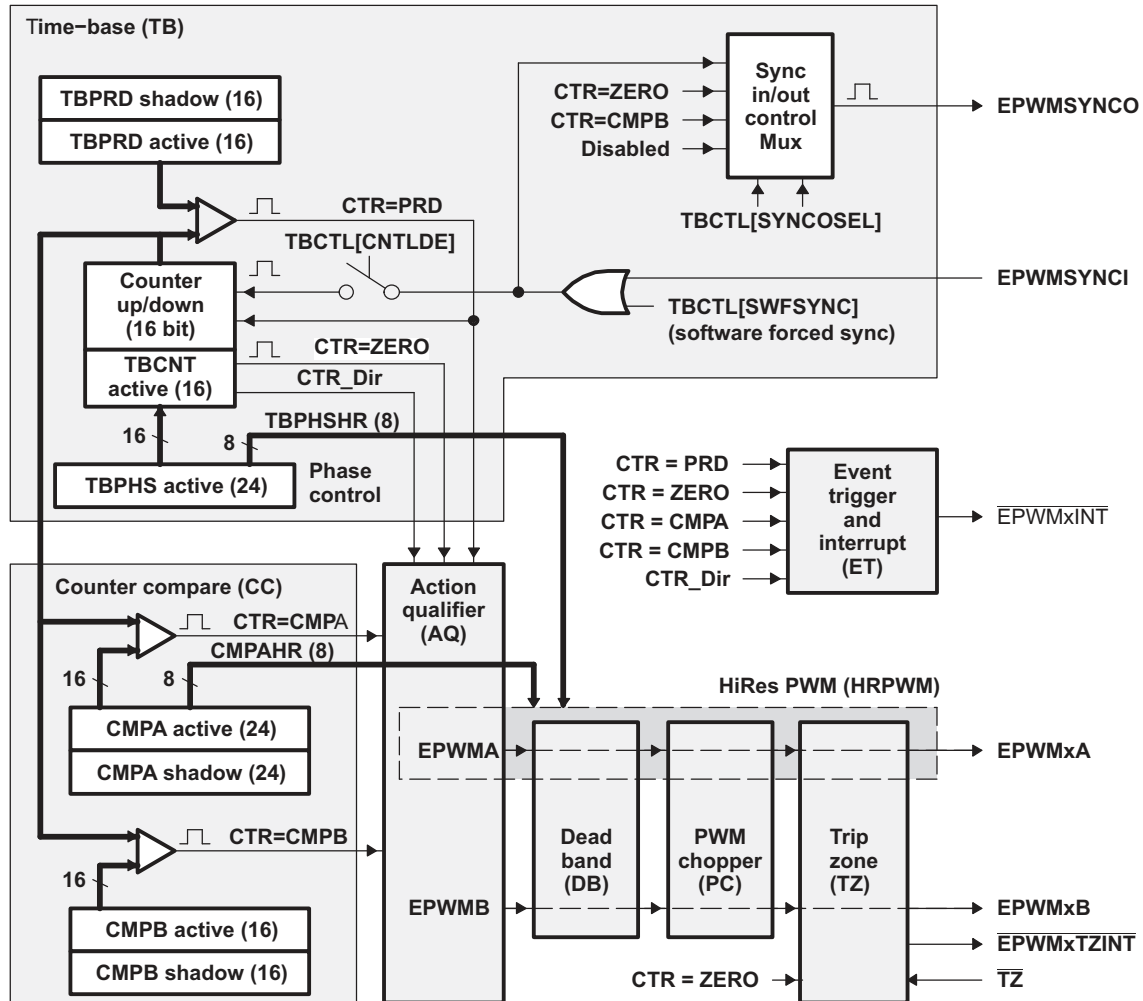 Time−base (TB)
TBPRD shadow (16)
TBPRD active (16)
CTR=PRD
TBCTL[CNTLDE]
Counter
up/down
(16 bit)
TBCNT
active (16)
CTR=ZERO
CTR_Dir
16
8
TBPHSHR (8)
TBPHS active (24)
Phase
control
CTR=ZERO
CTR=CMPB
Disabled
Sync
in/out
control
Mux
TBCTL[SYNCOSEL]
EPWMSYNCO
EPWMSYNCI
TBCTL[SWFSYNC]
(software forced sync)
CTR = PRD
CTR = ZERO
CTR = CMPA
CTR = CMPB
CTR_Dir
Event
trigger
and
interrupt
(ET)
EPWMxINT
Counter compare (CC)
CTR=CMPA
16
8
CMPAHR (8)
CMPA active (24)
CMPA shadow (24)
CTR=CMPB
16
CMPB active (16)
CMPB shadow (16)
Action
qualifier
(AQ)
EPWMA
EPWMB
HiRes PWM (HRPWM)
Dead
band
(DB)
PWM
chopper
(PC)
Trip
zone
(TZ)
EPWMxA
EPWMxB
EPWMxTZINT
CTR = ZERO
TZ